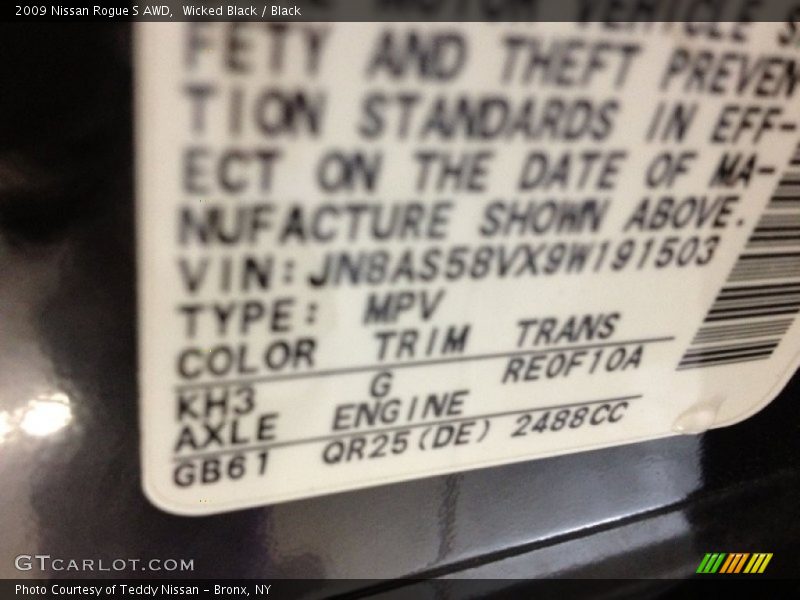 2009 Nissan Rogue S AWD,  Wicked Black / Black
MOTOR VEHICLE
FETY AND THEFT PREVEN
TION STANDARDS IN EFF-
ECT ON THE DATE OF MA-
NUFACTURE SHOWN ABOVE.
VIN: JN8AS58VX9W191503
TYPE: MPV
COLOR TRIM TRANS
KH3 G RE0F10A
AXLE ENGINE
GB61 QR25(DE) 2488CC
GTCARLOT.COM
Photo Courtesy of Teddy Nissan - Bronx, NY